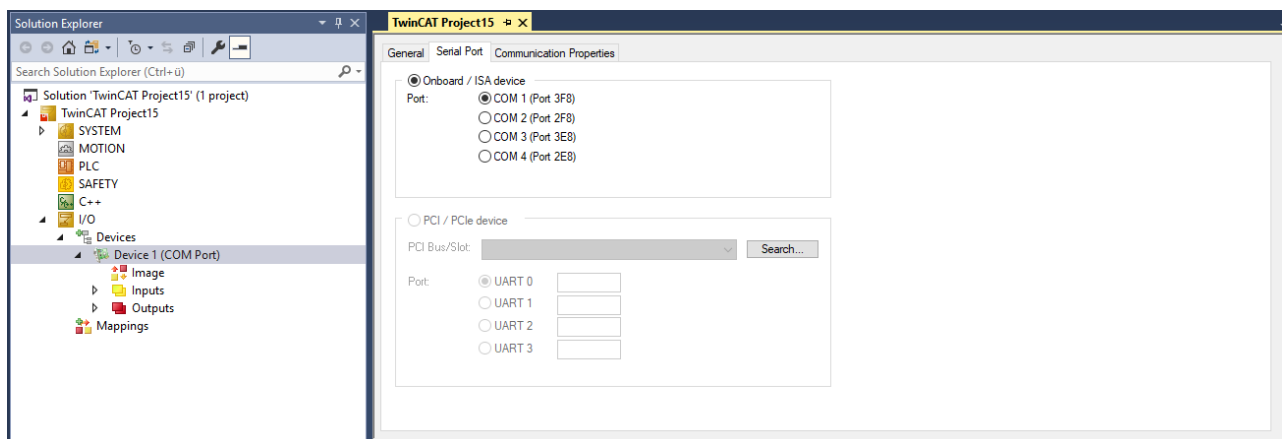 Solution Explorer
Search Solution Explorer (Ctrl+ü)
Solution 'TwinCAT Project15' (1 project)
TwinCAT Project15
SYSTEM
MOTION
PLC
SAFETY
C++
I/O
Devices
Device 1 (COM Port)
Image
Inputs
Outputs
Mappings
TwinCAT Project15
General Serial Port Communication Properties
Onboard / ISA device
Port: COM 1 (Port 3F8)
COM 2 (Port 2F8)
COM 3 (Port 3E8)
COM 4 (Port 2E8)
PCI / PCIe device
PCI Bus/Slot: Search...
Port: UART 0
UART 1
UART 2
UART 3